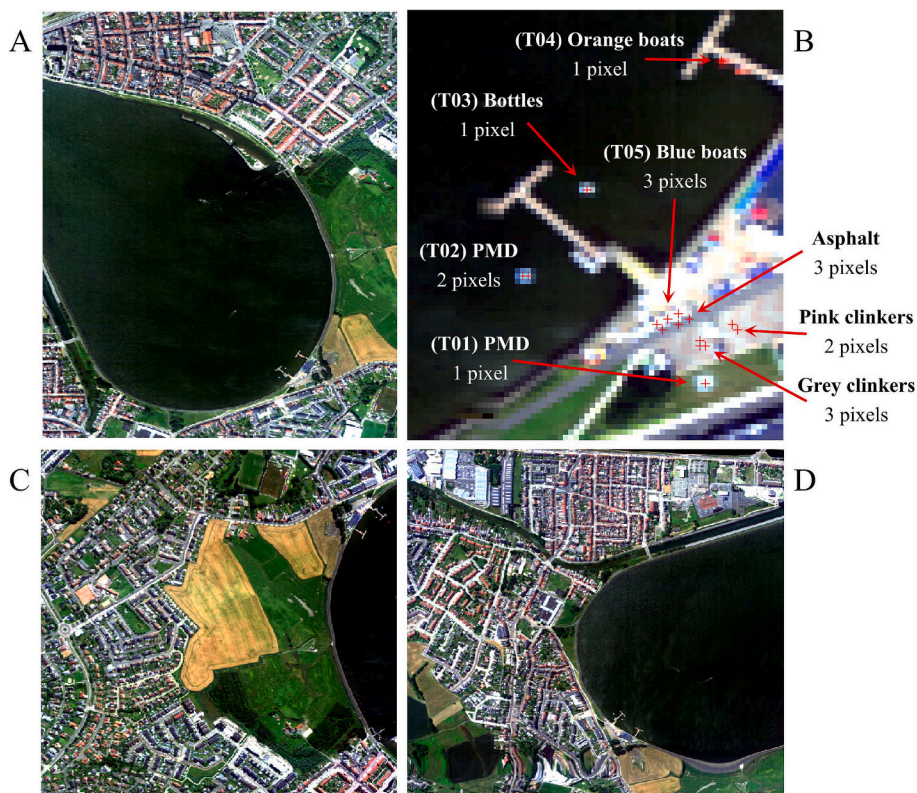 A
B
(T04) Orange boats
1 pixel
(T03) Bottles
1 pixel
(T05) Blue boats
3 pixels
Asphalt
3 pixels
(T02) PMD
2 pixels
Pink clinkers
2 pixels
(T01) PMD
1 pixel
Grey clinkers
3 pixels
C
D